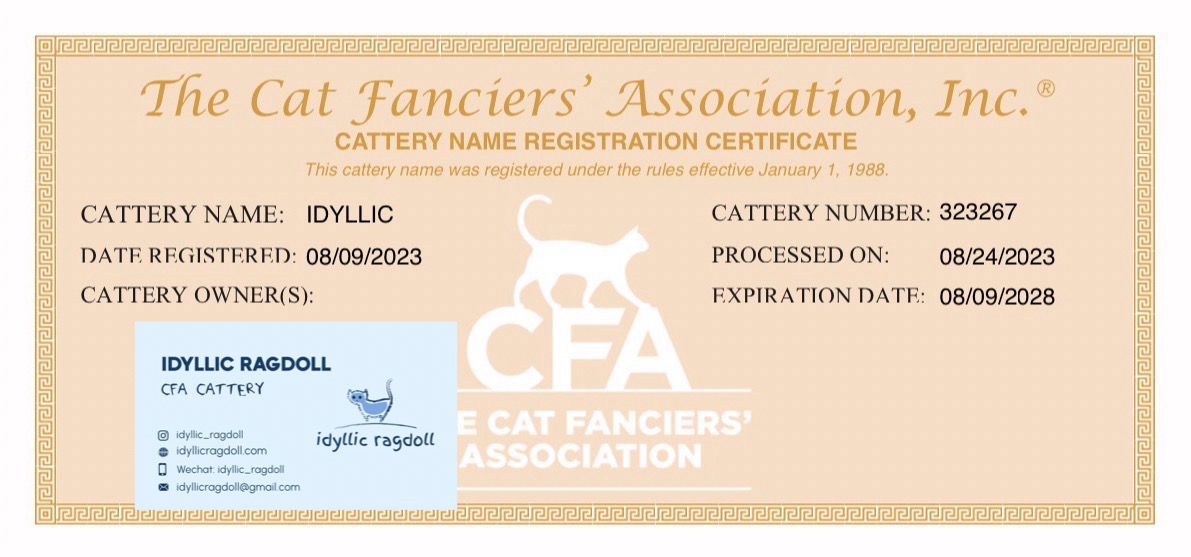 The Cat Fanciers' Association, Inc.®
CATTERY NAME REGISTRATION CERTIFICATE
This cattery name was registered under the rules effective January 1, 1988.
CATTERY NAME: IDYLLIC
CATTERY NUMBER: 323267
DATE REGISTERED: 08/09/2023
PROCESSED ON: 08/24/2023
CATTERY OWNER(S):
EXPIRATION DATE: 08/09/2028
CFA
E CAT FANCIERS'
ASSOCIATION
IDYLLIC RAGDOLL
CFA CATTERY
idyllic ragdoll
idyllic_ragdoll
idyllicragdoll.com
Wechat: idyllic_ragdoll
idyllicragdoll@gmail.com